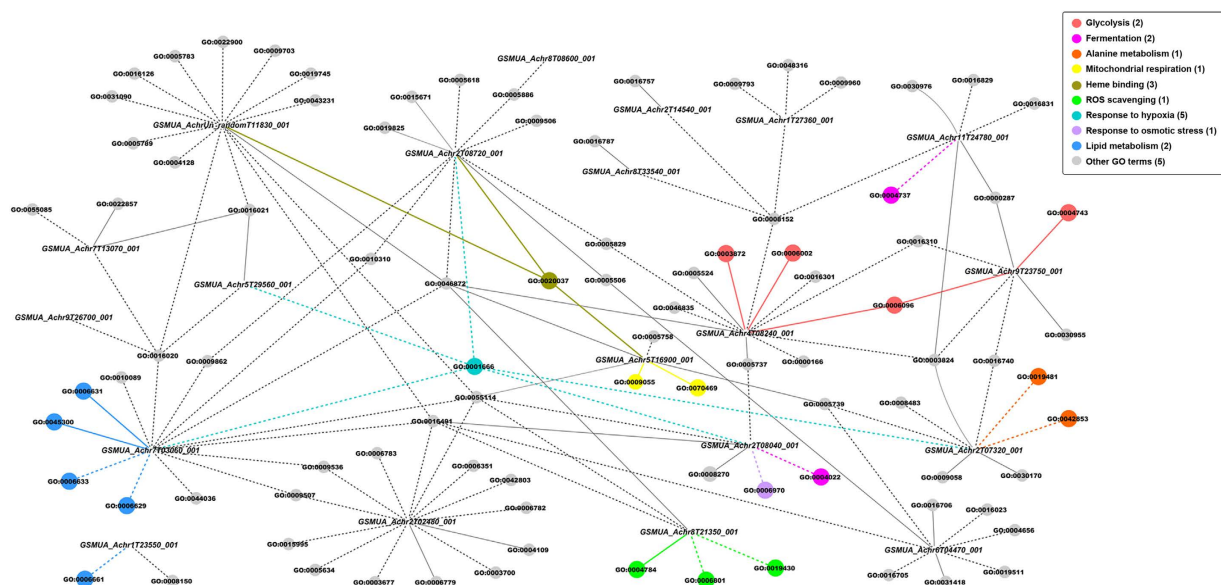 Glycolysis (2)
Fermentation (2)
Alanine metabolism (1)
Mitochondrial respiration (1)
Heme binding (3)
ROS scavenging (1)
Response to hypoxia (5)
Response to osmotic stress (1)
Lipid metabolism (2)
Other GO terms (5)
GO:0022900
GO:0005783
GO:0009703
GO:0016126
GO:0019745
GO:0031090
GO:0043231
GSMUA_AchrUn_randomT11830_001
GO:0005789
GO:0004128
GO:0005618
GSMUA_Achr8T08600_001
GO:0015671
GO:0005886
GO:0019825
GO:0009506
GSMUA_Achr2T08720_001
GO:0048316
GO:0016757
GO:0009793
GO:0009960
GSMUA_Achr2T14540_001
GSMUA_Achr1T27360_001
GO:0016787
GSMUA_Achr8T33540_001
GO:0008152
GO:0030976
GO:0016829
GO:0016831
GSMUA_Achr11T24780_001
GO:0004737
GO:0000287
GO:0004743
GO:0055085
GO:0022857
GO:0016021
GSMUA_Achr7T13070_001
GO:0010310
GSMUA_Achr5T29560_001
GO:0046872
GO:0020037
GO:0005829
GO:0005506
GO:0003872
GO:0006002
GO:0005524
GO:0016301
GO:0016310
GSMUA_Achr9T23750_001
GO:0006096
GO:0046835
GSMUA_Achr4T08240_001
GO:0030955
GSMUA_Achr9T26700_001
GO:0016020
GO:0009862
GO:0001666
GO:0005758
GSMUA_Achr5T16900_001
GO:0009055
GO:0070469
GO:0005737
GO:0000166
GO:0003824
GO:0016740
GO:0019481
GO:0010089
GO:0006631
GO:0045300
GO:0055114
GO:0016491
GO:0005739
GO:0008483
GO:0042853
GSMUA_Achr7T03060_001
GSMUA_Achr2T08040_001
GSMUA_Achr2T07320_001
GO:0006633
GO:0006629
GO:0044036
GO:0009536
GO:0006783
GO:0006351
GO:0042803
GO:0008270
GO:0006970
GO:0004022
GO:0009058
GO:0030170
GO:0009507
GO:0006782
GSMUA_Achr2T02480_001
GO:0016706
GO:0016023
GO:0004656
GSMUA_Achr1T23550_001
GO:0006661
GO:0008150
GO:0015995
GO:0005634
GO:0003677
GO:0006779
GO:0003700
GO:0004109
GSMUA_Achr8T21350_001
GO:0004784
GO:0006801
GO:0019430
GSMUA_Achr6T04470_001
GO:0016705
GO:0031418
GO:0019511